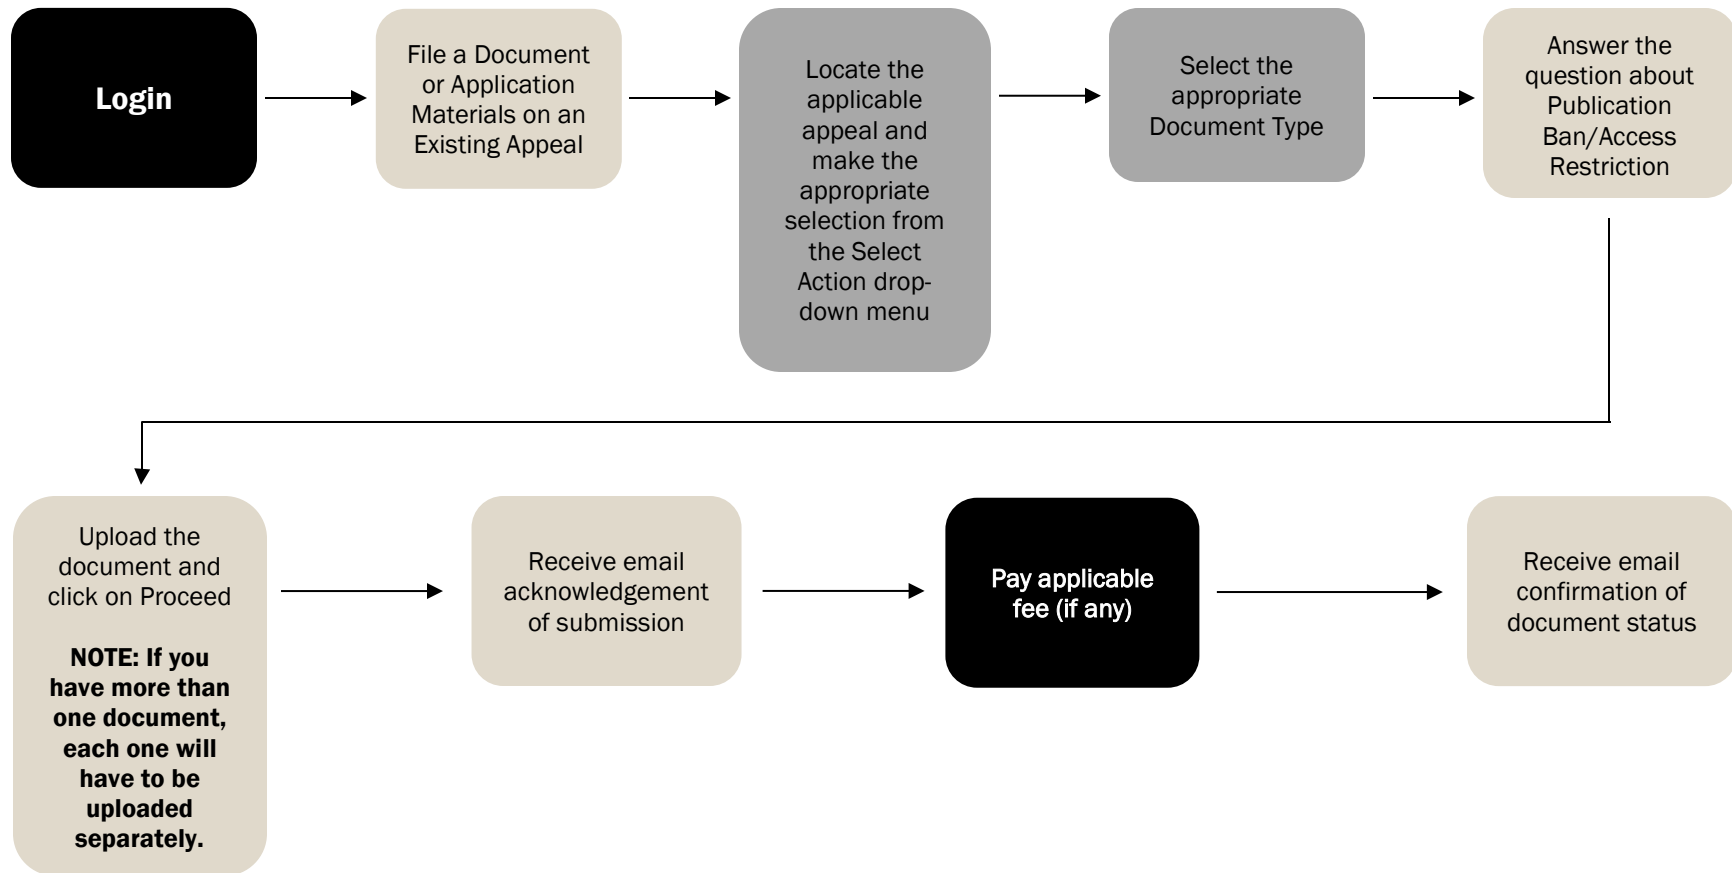 Login
File a Document
or Application
Materials on an
Existing Appeal
Locate the
applicable
appeal and
make the
appropriate
selection from
the Select
Action drop-
down menu
Select the
appropriate
Document Type
Answer the
question about
Publication
Ban/Access
Restriction
Upload the
document and
click on Proceed
NOTE: If you
have more than
one document,
each one will
have to be
uploaded
separately.
Receive email
acknowledgement
of submission
Pay applicable
fee (if any)
Receive email
confirmation of
document status